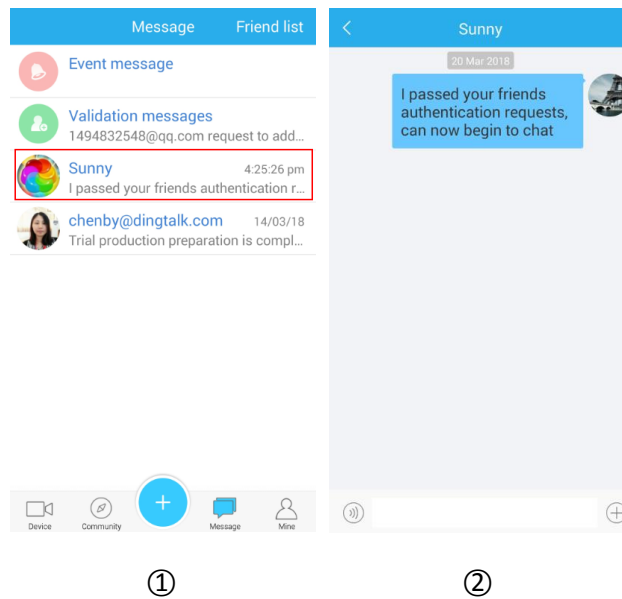 Message Friend list
Event message
Validation messages
1494832548@qq.com request to add...
Sunny 4:25:26 pm
I passed your friends authentication r...
chenby@dingtalk.com 14/03/18
Trial production preparation is compl...
Device Community Message Mine
①
Sunny
20 Mar 2018
I passed your friends
authentication requests,
can now begin to chat
②